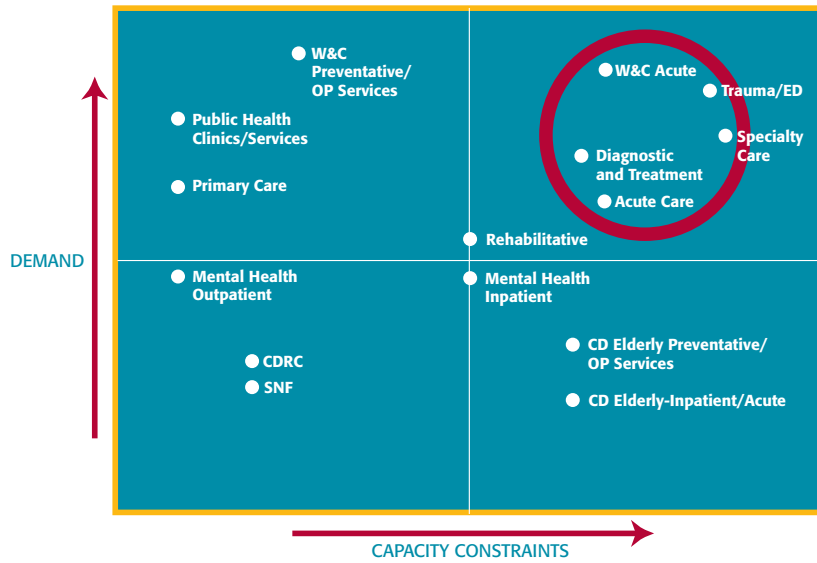 W&C
Preventative/
OP Services
W&C Acute
Trauma/ED
Public Health
Clinics/Services
Specialty
Care
Diagnostic
and Treatment
Primary Care
Acute Care
Rehabilitative
DEMAND
Mental Health
Outpatient
Mental Health
Inpatient
CD Elderly Preventative/
OP Services
CDRC
SNF
CD Elderly-Inpatient/Acute
CAPACITY CONSTRAINTS